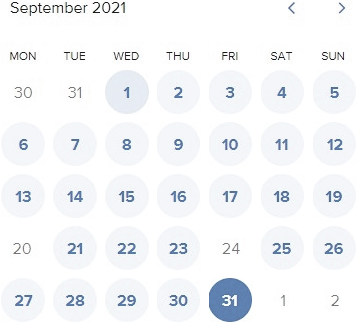 September 2021
MON TUE WED THU FRI SAT SUN
30 31 1 2 3 4 5
6 7 8 9 10 11 12
13 14 15 16 17 18 19
20 21 22 23 24 25 26
27 28 29 30 31 1 2